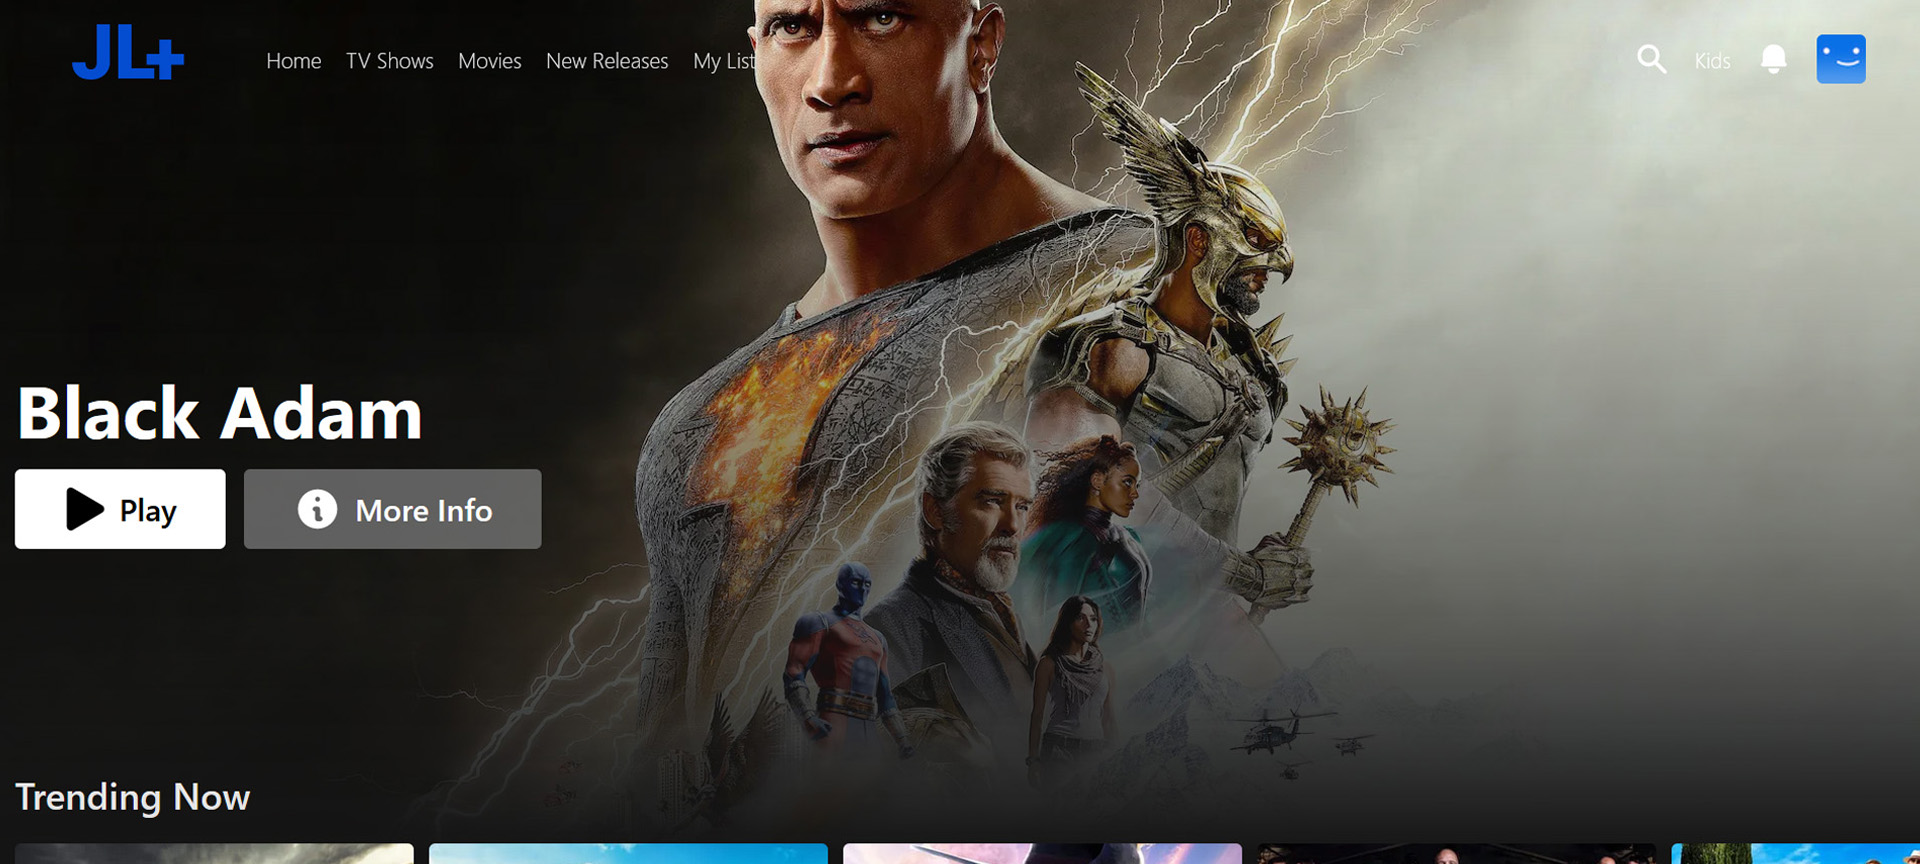 JL+
Home TV Shows Movies New Releases My List
Kids
Black Adam
Play
More Info
Trending Now